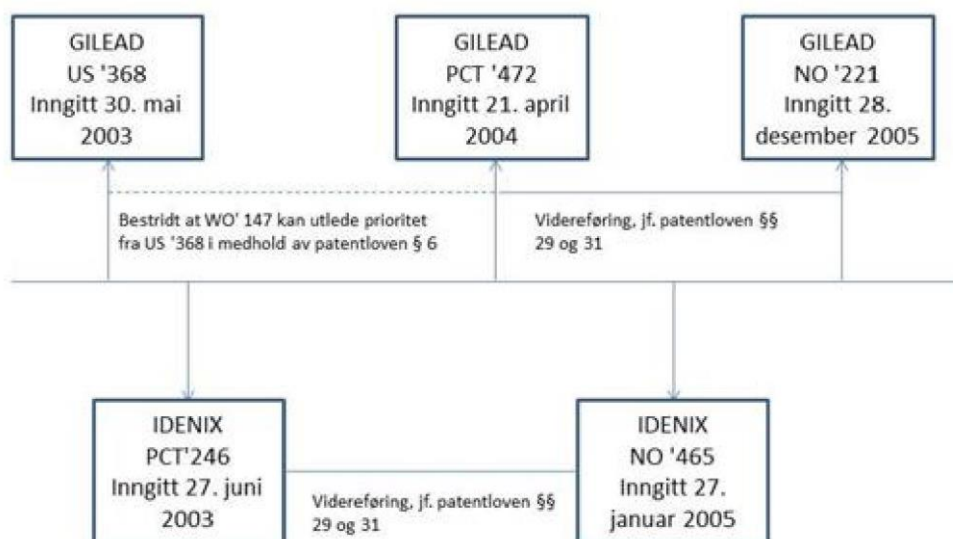 GILEAD
US '368
Inngitt 30. mai
2003
GILEAD
PCT '472
Inngitt 21. april
2004
GILEAD
NO '221
Inngitt 28.
desember 2005
Bestridt at WO' 147 kan utlede prioritet
fra US '368 i medhold av patentloven § 6
Videreføring, jf. patentloven §§
29 og 31
IDENIX
PCT'246
Inngitt 27. juni
2003
Videreføring, jf. patentloven §§
29 og 31
IDENIX
NO '465
Inngitt 27.
januar 2005